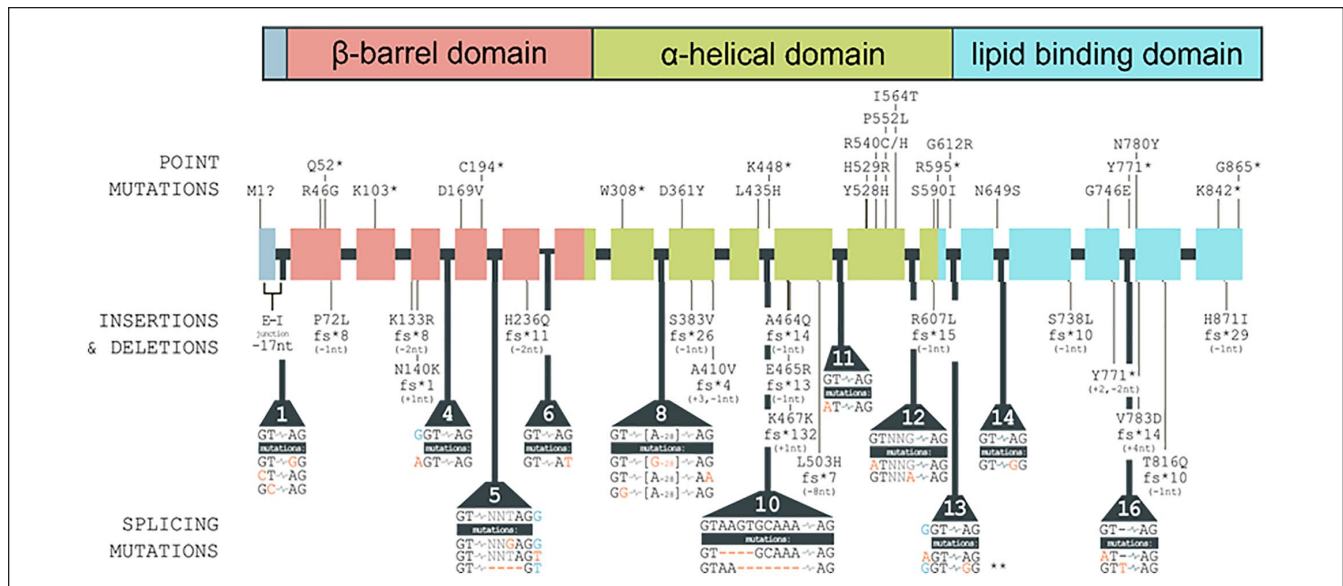 β-barrel domain α-helical domain lipid binding domain
I564T
P552L
POINT Q52* C194* K448* R540C/H G612R N780Y
H529R R595* Y771* G865*
MUTATIONS M1? R46G K103* D169V W308* D361Y L435H Y528H S590I N649S G746E K842*
INSERTIONS
& DELETIONS
E-I
junction
-17nt
P72L
fs*8
(-1nt)
K133R
fs*8
(-2nt)
N140K
fs*1
(+1nt)
H236Q
fs*11
(-2nt)
S383V
fs*26
(-1nt)
A410V
fs*4
(+3,-1nt)
A464Q
fs*14
(-1nt)
E465R
fs*13
(-1nt)
K467K
fs*132
(+1nt)
L503H
fs*7
(-8nt)
R607L
fs*15
(-1nt)
S738L
fs*10
(-1nt)
Y771*
(+2,-2nt)
V783D
fs*14
(+4nt)
T816Q
fs*10
(-1nt)
H871I
fs*29
(-1nt)
SPLICING
MUTATIONS
1
GT AG
mutations:
GT GG
CT AG
GC AG
4
GGT AG
mutations:
AGT AG
5
GT NNTAGG
mutations:
GT NNGAGG
GT NNTAGT
GT ----GT
6
GT AG
mutations:
GT AT
8
GT [A-28] AG
mutations:
GT [G-28] AG
GT [A-28] AA
GG [A-28] AG
10
GTAAGTGCAAA AG
mutations:
GT----GCAAA AG
GTAA-------- AG
11
GT AG
mutations:
AT AG
12
GTNNG AG
mutations:
ATNNG AG
GTNNA AG
13
GGT AG
mutations:
AGT AG
GGT GG **
14
GT AG
mutations:
GT GG
16
GT- AG
mutations:
AT- AG
GTT AG